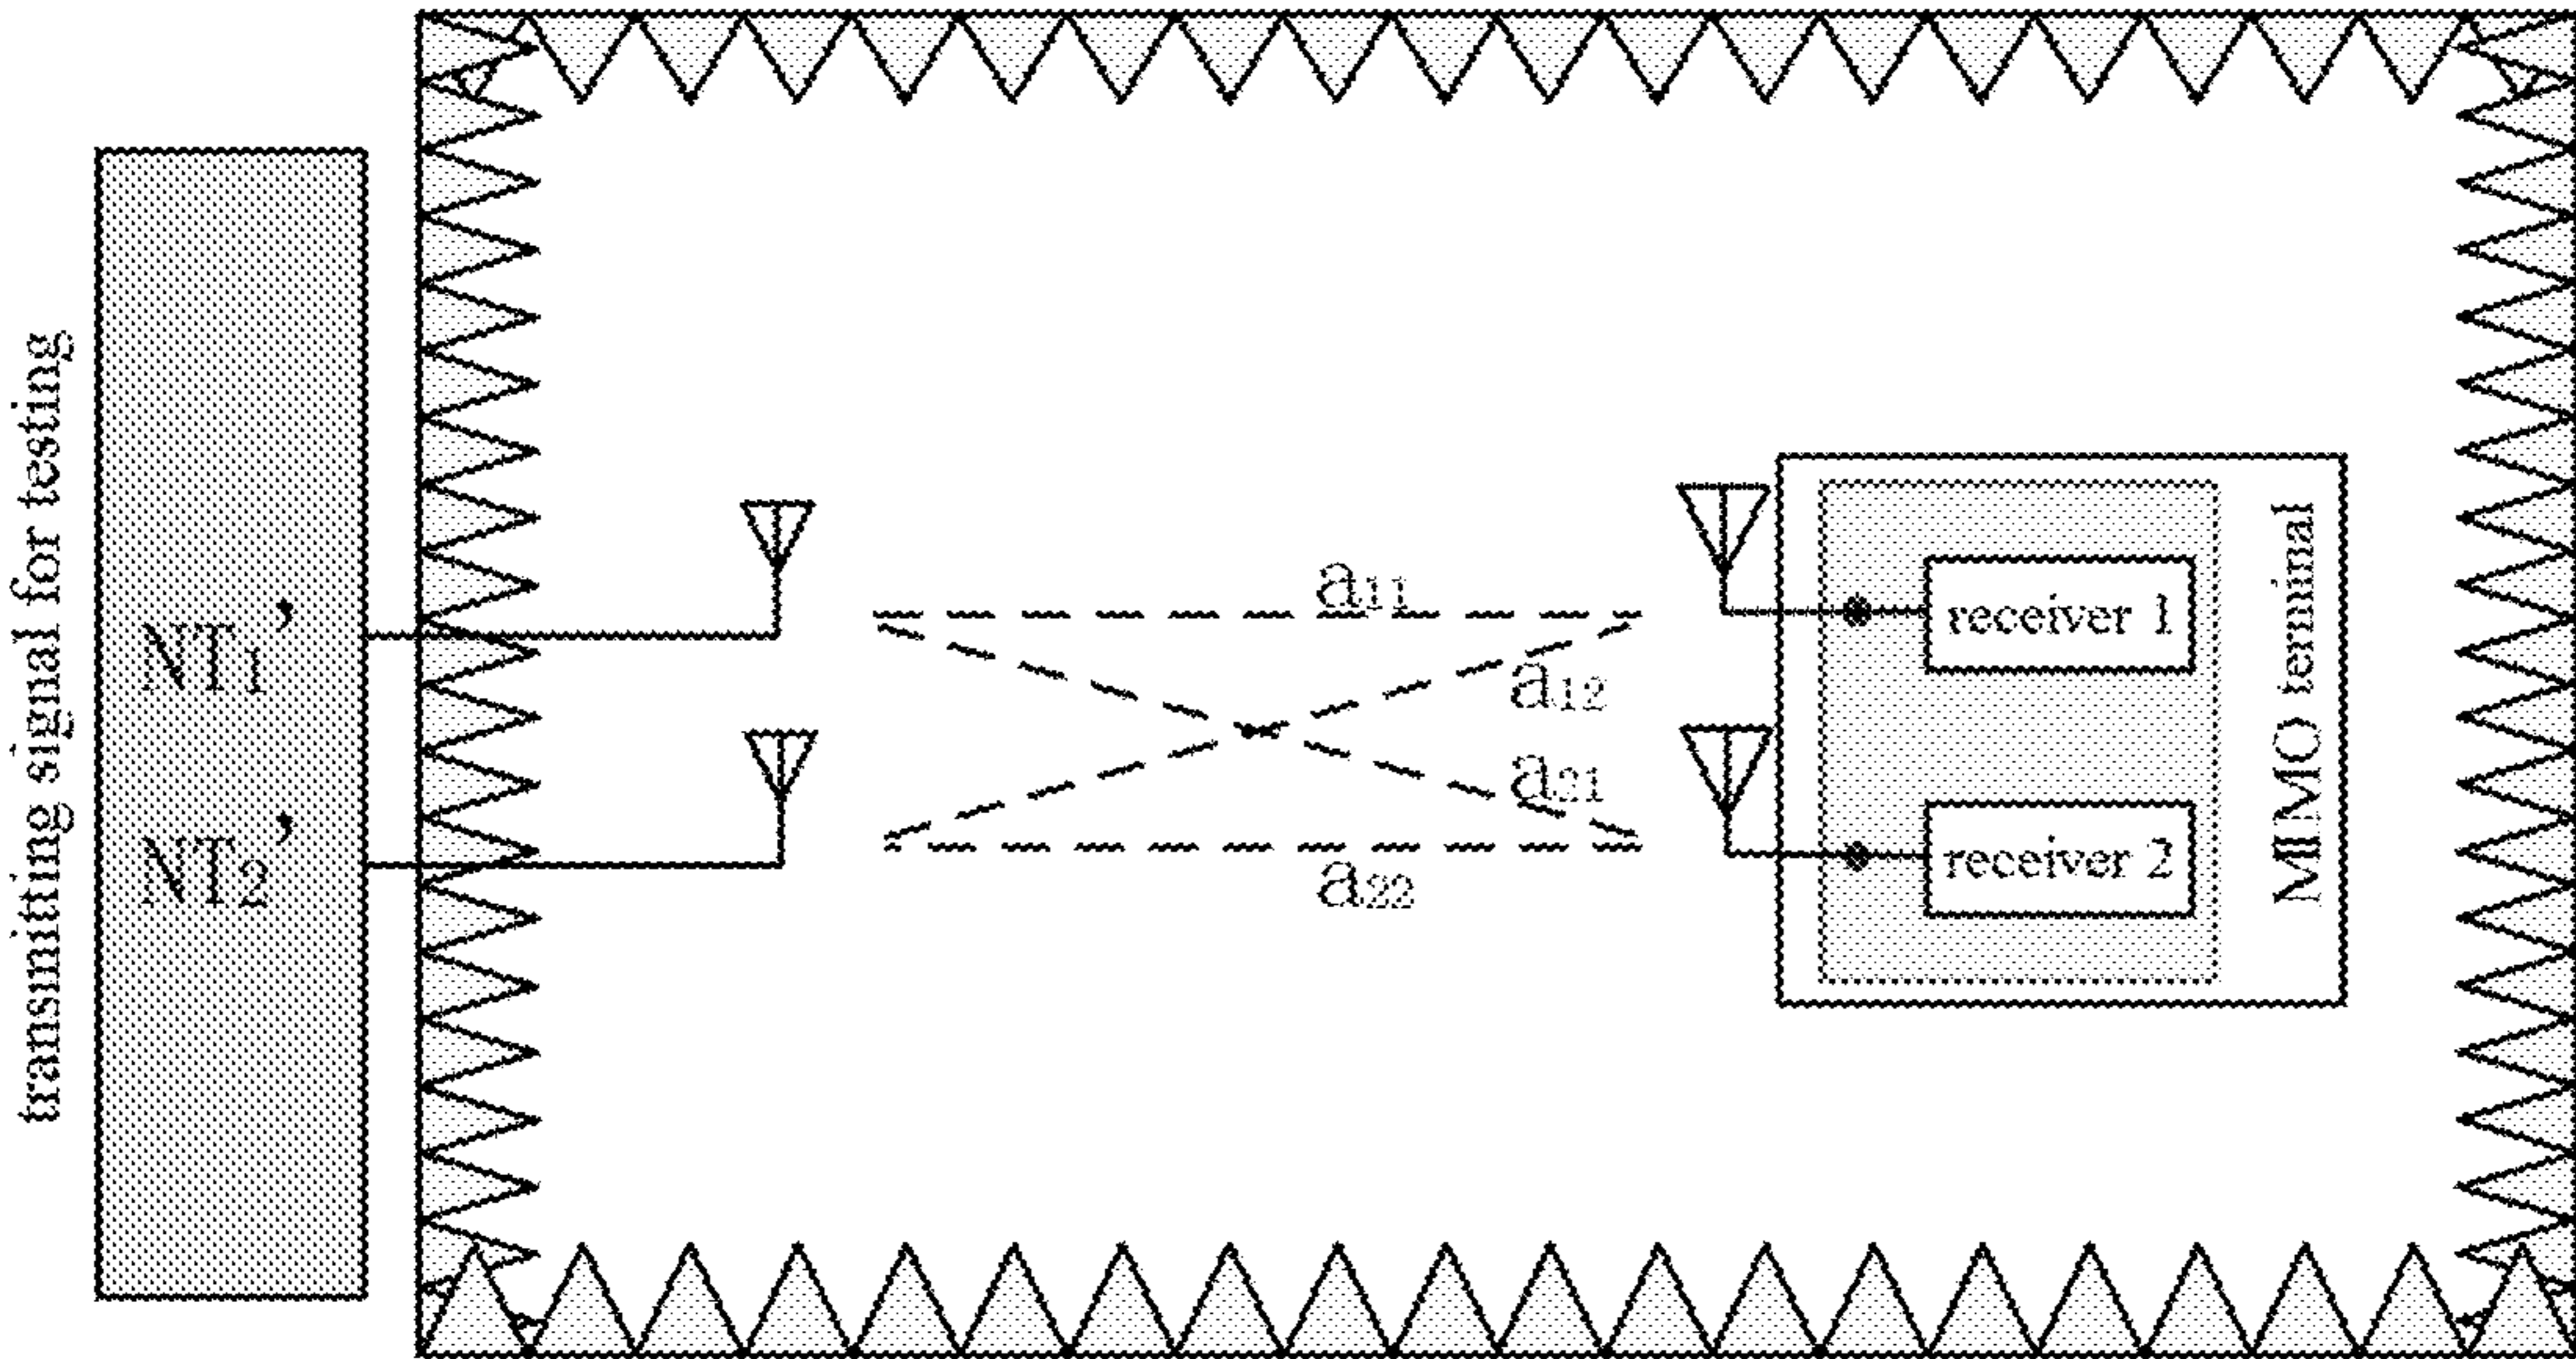 transmitting signal for testing
NT1'
NT2'
a11
a12
a21
a22
receiver 1
receiver 2
MIMO terminal